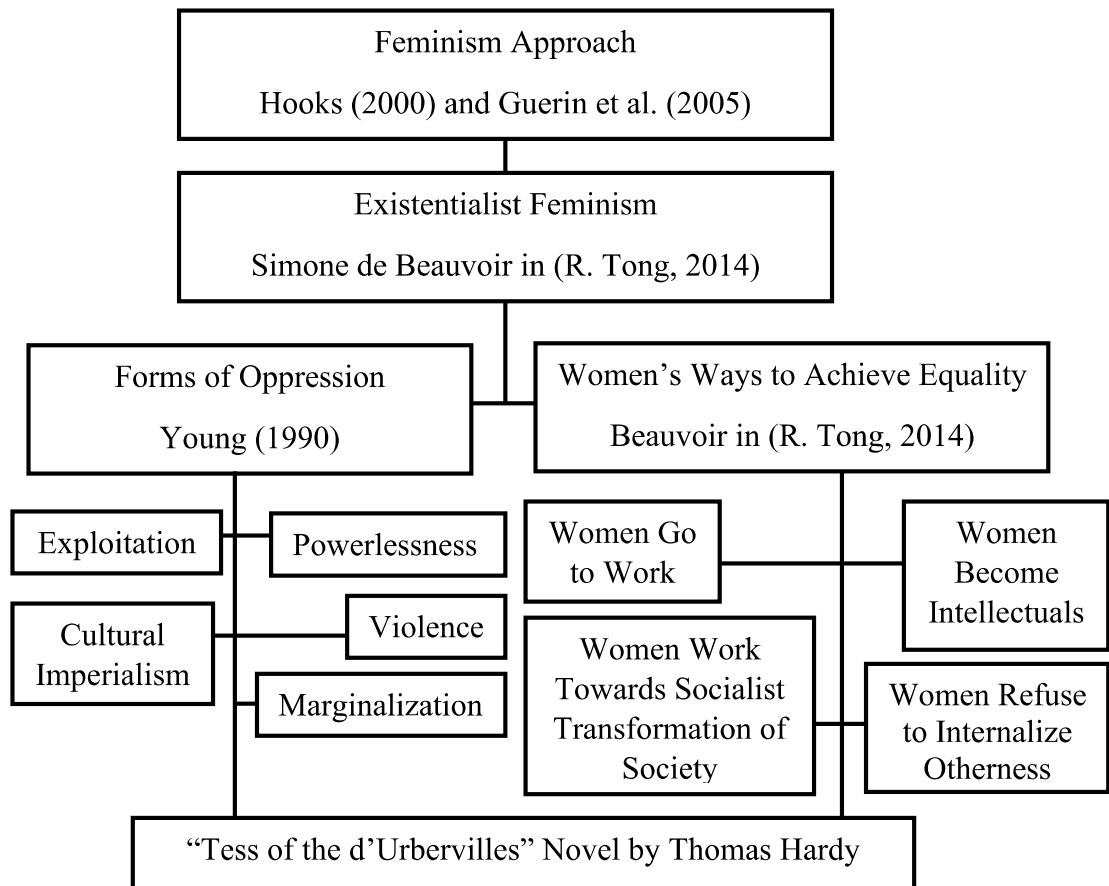 Feminism Approach
Hooks (2000) and Guerin et al. (2005)
Existentialist Feminism
Simone de Beauvoir in (R. Tong, 2014)
Forms of Oppression
Young (1990)
Women’s Ways to Achieve Equality
Beauvoir in (R. Tong, 2014)
Exploitation
Powerlessness
Cultural
Imperialism
Violence
Marginalization
Women Go
to Work
Women
Become
Intellectuals
Women Work
Towards Socialist
Transformation of
Society
Women Refuse
to Internalize
Otherness
“Tess of the d’Urbervilles” Novel by Thomas Hardy